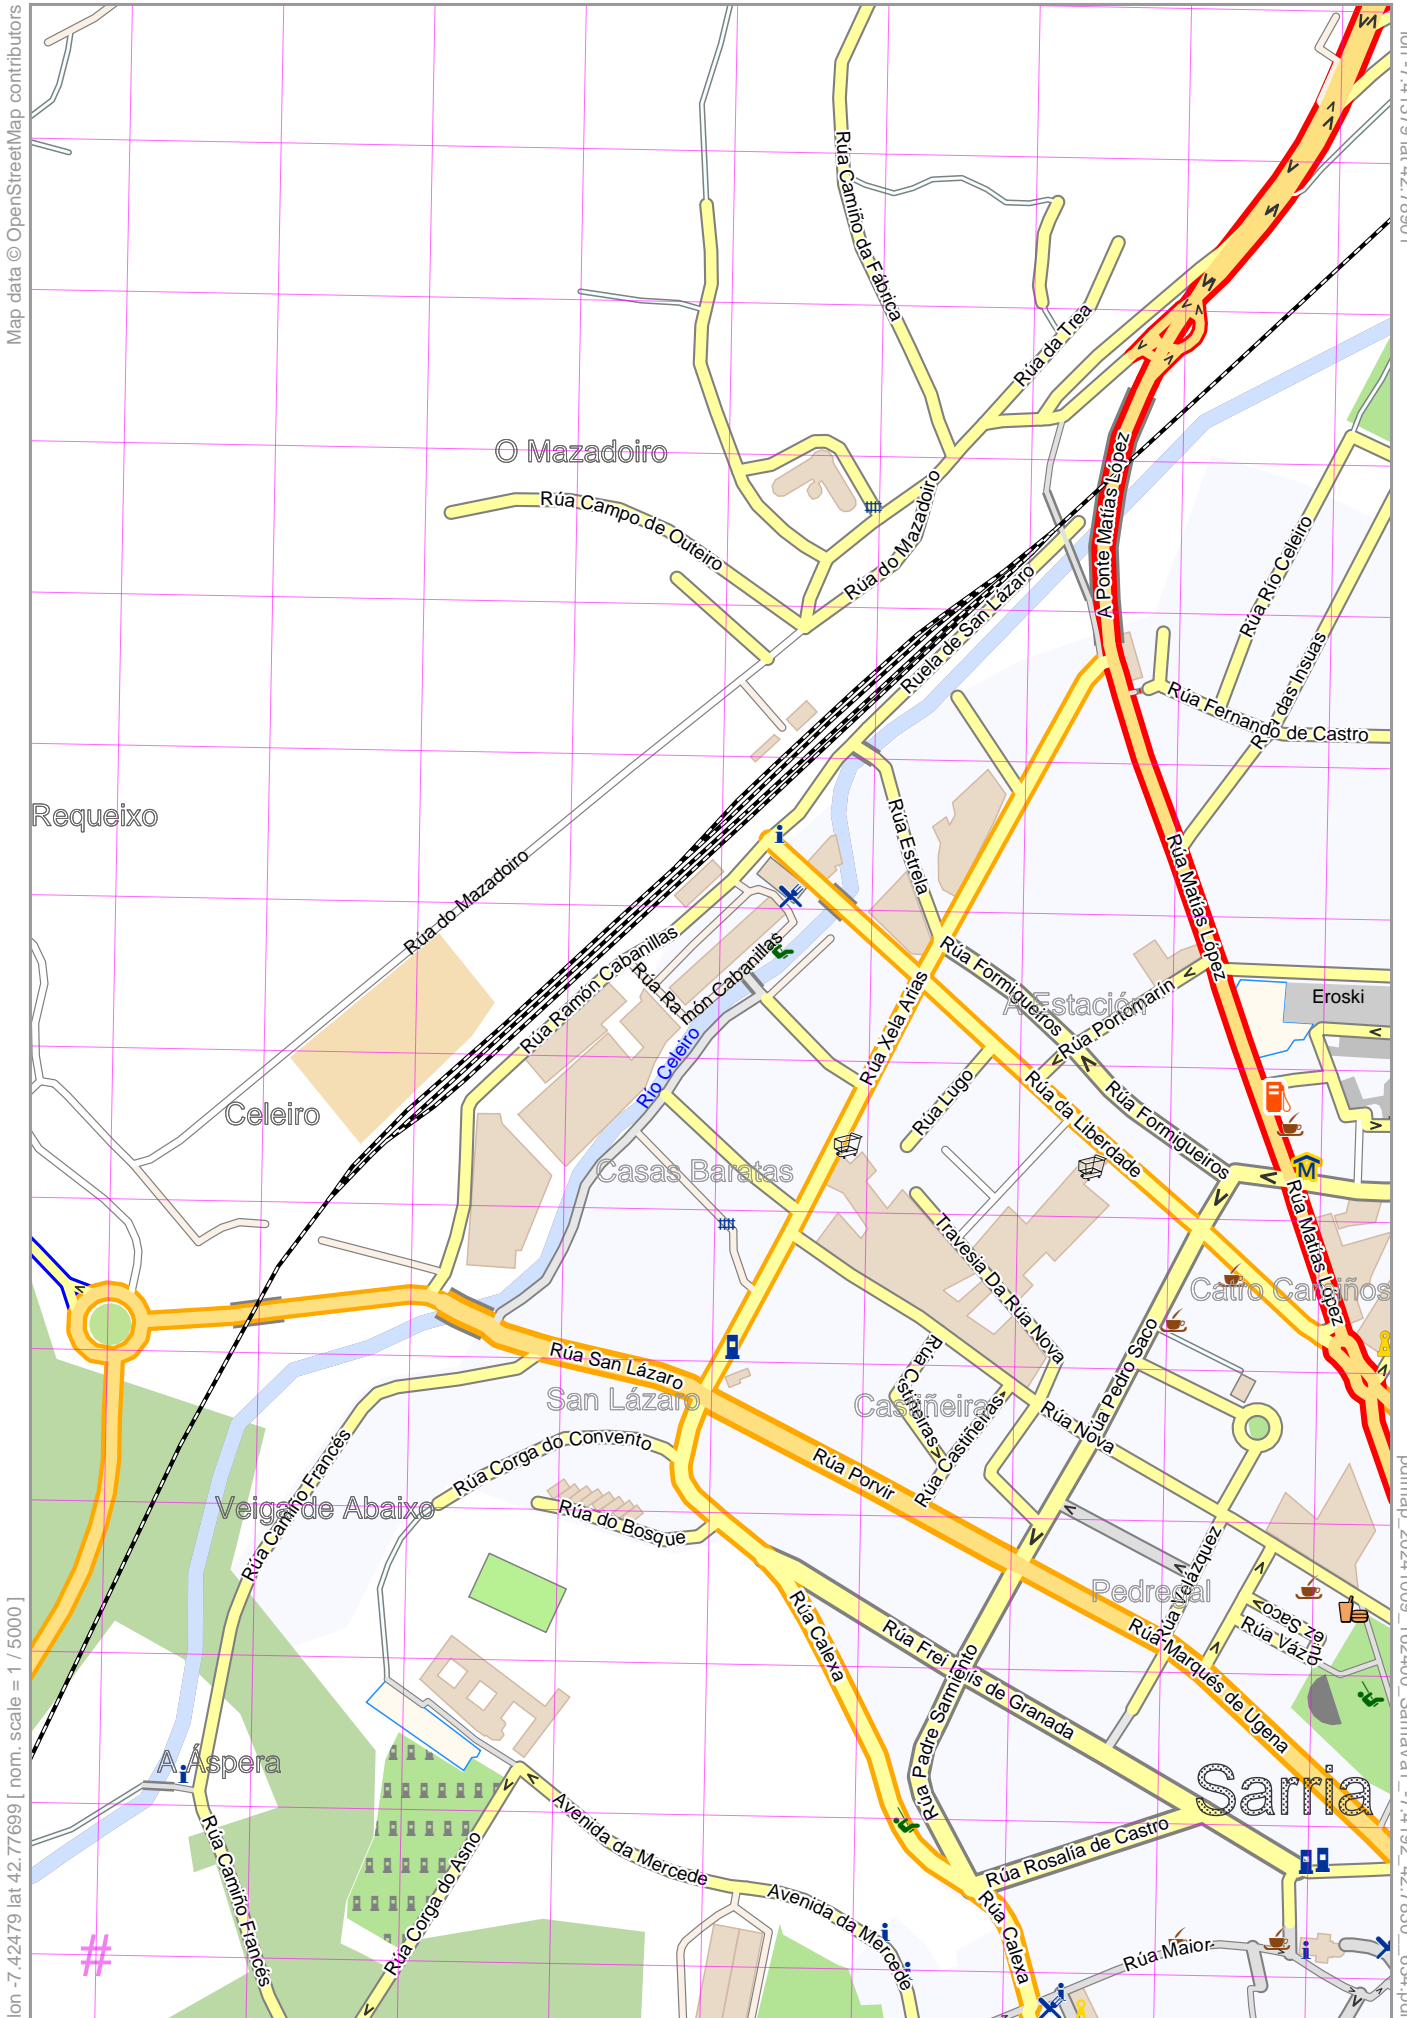 Map data © OpenStreetMap contributors
Rúa Camiño da Fábrica
Rúa da Trea
O Mazadoiro
Rúa Campo de Outeiro
Rúa do Mazadoiro
A Ponte Matías López
Ruela de San Lázaro
Rúa Río Celeiro
Rúa das Insuas
Rúa Fernando de Castro
Requeixo
Rúa do Mazadoiro
Rúa Estrela
Rúa Matías López
Rúa Ramón Cabanillas
Rúa Ramón Cabanillas
Rúa Formigueiros
A Estación
Rúa Portomarín
Eroski
Río Celeiro
Rúa Xela Arias
Celeiro
Rúa Lugo
Rúa da Liberdade
Rúa Formigueiros
Casas Baratas
M
Rúa Matías López
Travesia Da Rúa Nova
Catro Camiños
Rúa San Lázaro
San Lázaro
Rúa Castiñeiras
Castiñeiras
Rúa Pedro Saco
Rúa Nova
Rúa Corga do Convento
Rúa Porvir
Rúa Castiñeiras
Veiga de Abaixo
Rúa Camiño Francés
Rúa do Bosque
Pedregal
Rúa Velázquez
Rúa Vázquez Saco
Rúa Calexa
Rúa Frei Luís de Granada
Rúa Marqués de Ugena
Rúa Padre Sarmiento
A Áspera
Sarria
Rúa Camiño Francés
Rúa Corga do Asno
Avenida da Mercede
Rúa Rosalía de Castro
Avenida da Mercede
Rúa Calexa
Rúa Maior
#
lon -7.42479 lat 42.77699 [ nom. scale = 1 / 5000 ]